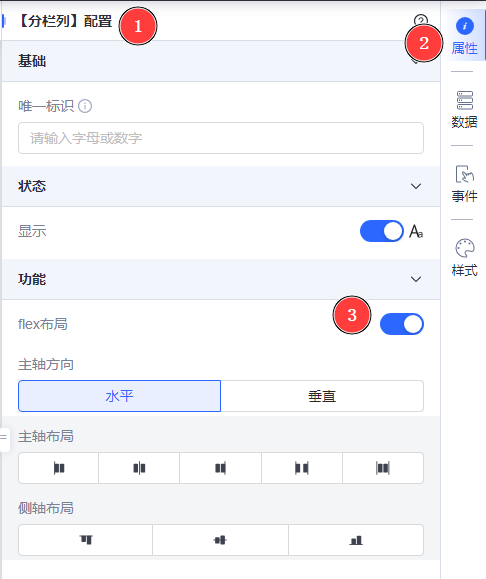 【分栏列】配置
1
2
基础
唯一标识
请输入字母或数字
状态
显示
Aa
功能
flex布局
3
主轴方向
水平
垂直
主轴布局
侧轴布局
属性
数据
事件
样式